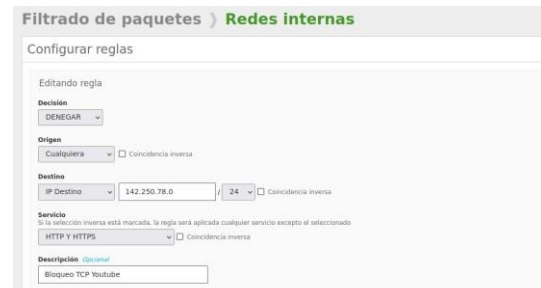 Filtrado de paquetes ⟩ Redes internas
Configurar reglas
Editando regla
Decisión
DENEGAR
Origen
Cualquiera Coincidencia inversa
Destino
IP Destino 142.250.78.0 / 24 Coincidencia inversa
Servicio
Si la selección inversa está marcada, la regla será aplicada cualquier servicio excepto el seleccionado
HTTP Y HTTPS Coincidencia inversa
Descripción Opcional
Bloqueo TCP Youtube